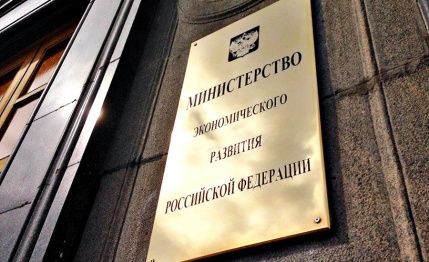 МИНИСТЕРСТВО
ЭКОНОМИЧЕСКОГО
РАЗВИТИЯ
РОССИЙСКОЙ ФЕДЕРАЦИИ